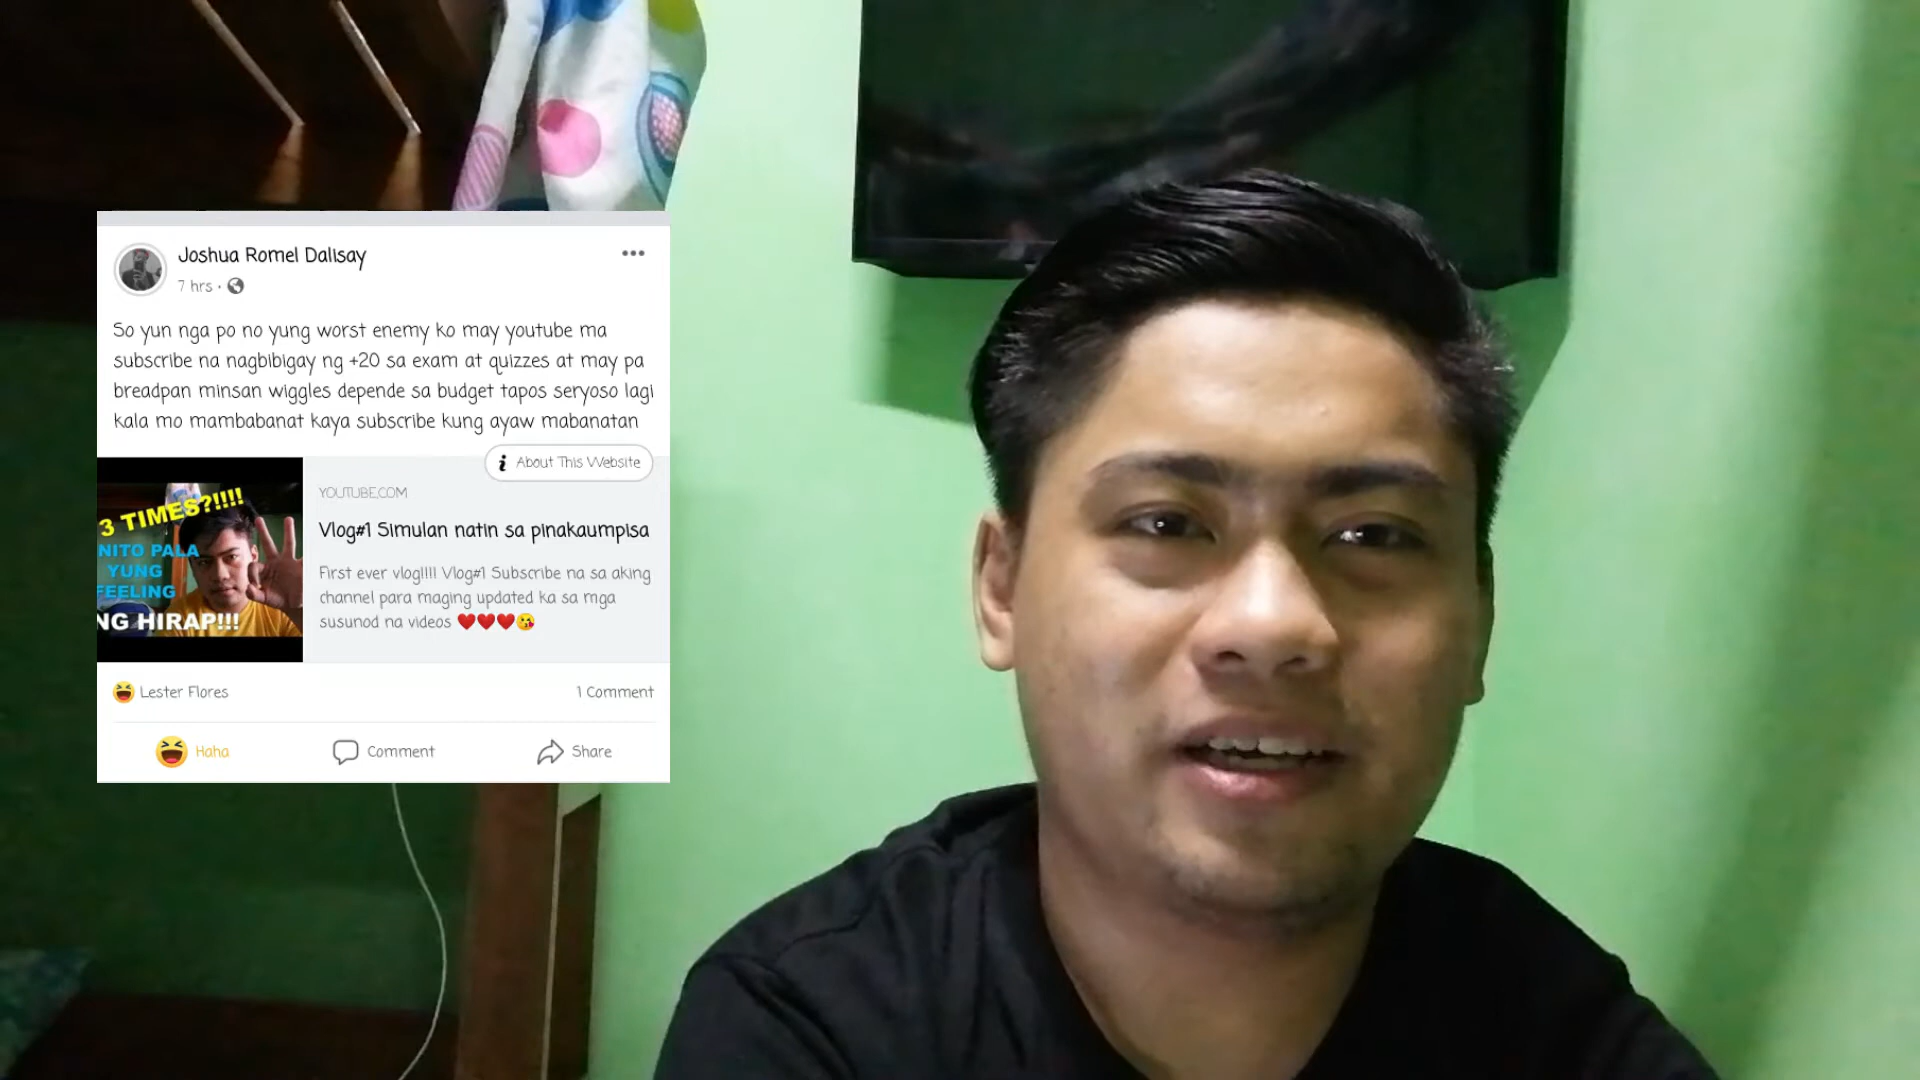 Joshua Romel Dalisay
7 hrs
So yun nga po no yung worst enemy ko may youtube ma
subscribe na nagbibigay ng +20 sa exam at quizzes at may pa
breadpan minsan wiggles depende sa budget tapos seryoso lagi
kala mo mambabanat kaya subscribe kung ayaw mabanatan
About This Website
YOUTUBE.COM
Vlog#1 Simulan natin sa pinakaumpisa
First ever vlog!!!! Vlog#1 Subscribe na sa aking
channel para maging updated ka sa mga
susunod na videos ❤️❤️❤️😘
3 TIMES?!!!!
NITO PALA
YUNG
FEELING
NG HIRAP!!!
Lester Flores
1 Comment
Haha
Comment
Share